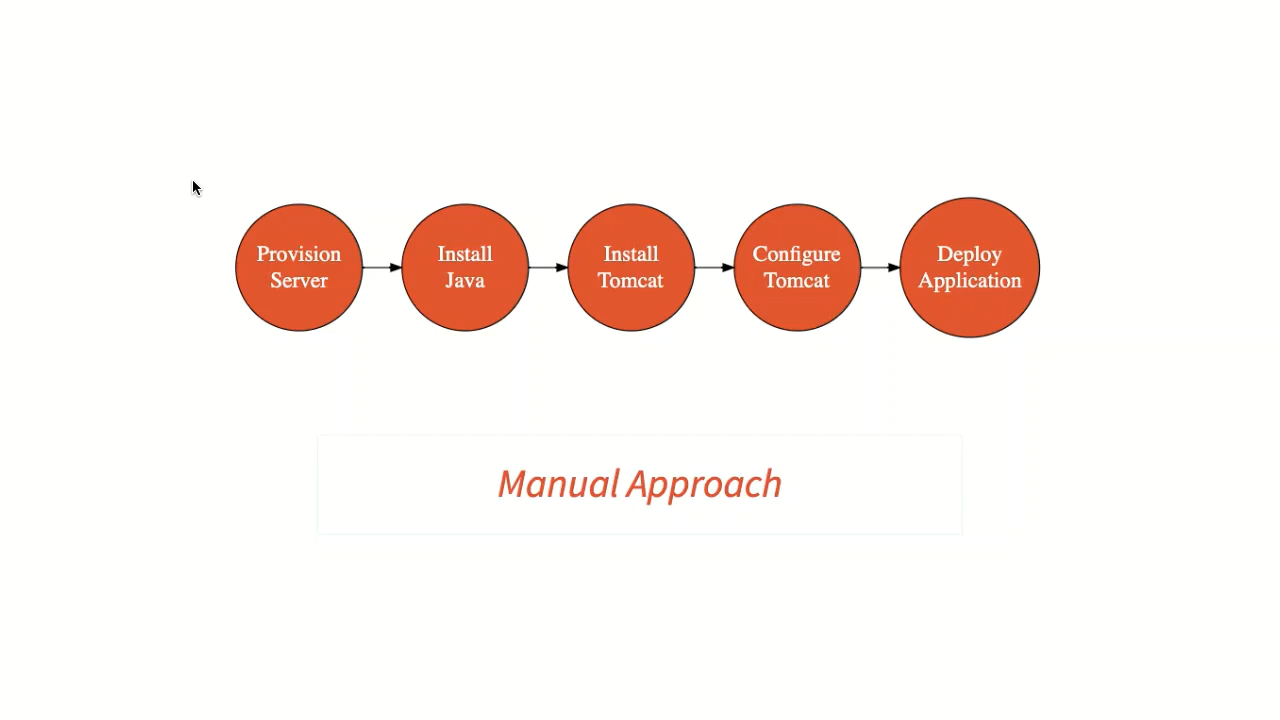 Provision
Server
Install
Java
Install
Tomcat
Configure
Tomcat
Deploy
Application
Manual Approach